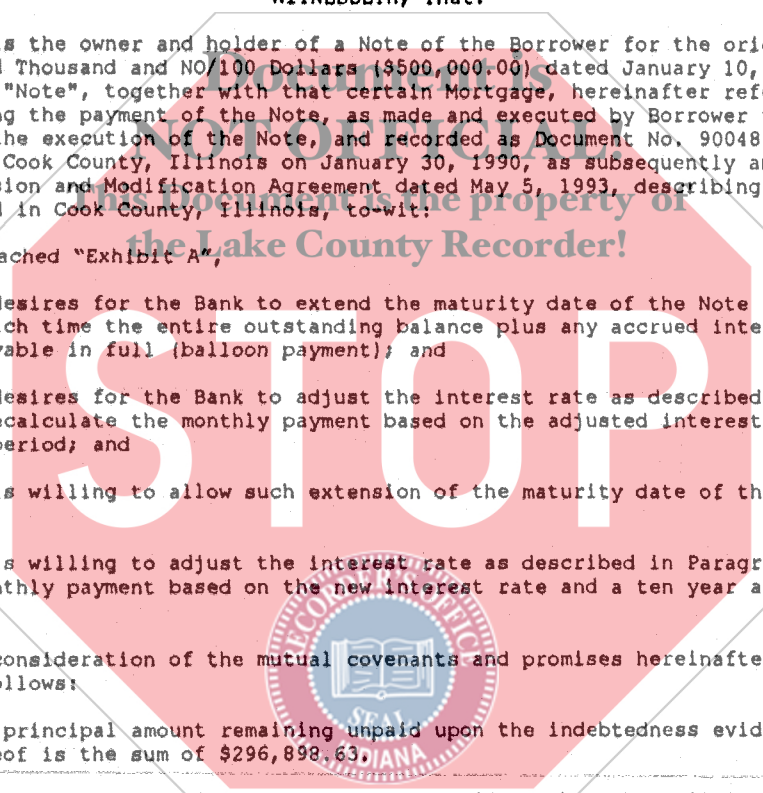 WITNESSETH, That:
s the owner and holder of a Note of the Borrower for the ori
Thousand and NO/100 Dollars ($500,000.00) dated January 10,
"Note", together with that certain Mortgage, hereinafter ref
ng the payment of the Note, as made and executed by Borrower
he execution of the Note, and recorded as Document No. 90048
Cook County, Illinois on January 30, 1990, as subsequently a
sion and Modification Agreement dated May 5, 1993, describing
d in Cook County, Illinois, to-wit:
ached "Exhibit A",
desires for the Bank to extend the maturity date of the Note
ch time the entire outstanding balance plus any accrued inte
yable in full (balloon payment); and
desires for the Bank to adjust the interest rate as described
ecalculate the monthly payment based on the adjusted interest
period; and
s willing to allow such extension of the maturity date of th
s willing to adjust the interest rate as described in Paragr
nthly payment based on the new interest rate and a ten year a
consideration of the mutual covenants and promises hereinafte
ollows:
principal amount remaining unpaid upon the indebtedness evid
eof is the sum of $296,898.63.
Document is
NOT OFFICIAL!
This Document is the property of
the Lake County Recorder!
STOP
RECORDER'S OFFICE
SEAL
INDIANA